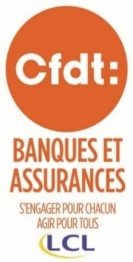 Cfdt:
BANQUES ET
ASSURANCES
S'ENGAGER POUR CHACUN
AGIR POUR TOUS
LCL